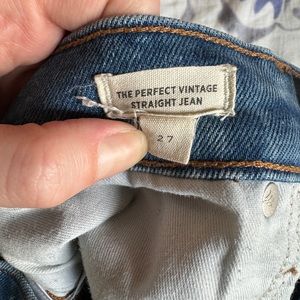 THE PERFECT VINTAGE
STRAIGHT JEAN
27